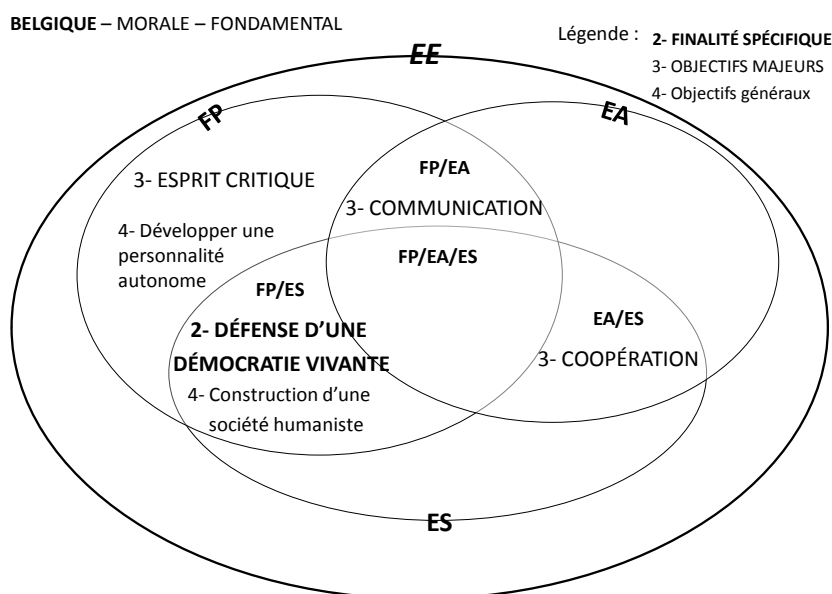 BELGIQUE – MORALE – FONDAMENTAL
Légende : 2- FINALITÉ SPÉCIFIQUE
3- OBJECTIFS MAJEURS
4- Objectifs généraux
EE
FP
EA
3- ESPRIT CRITIQUE
4- Développer une
personnalité
autonome
FP/EA
3- COMMUNICATION
FP/EA/ES
FP/ES
2- DÉFENSE D’UNE
DÉMOCRATIE VIVANTE
4- Construction d’une
société humaniste
EA/ES
3- COOPÉRATION
ES